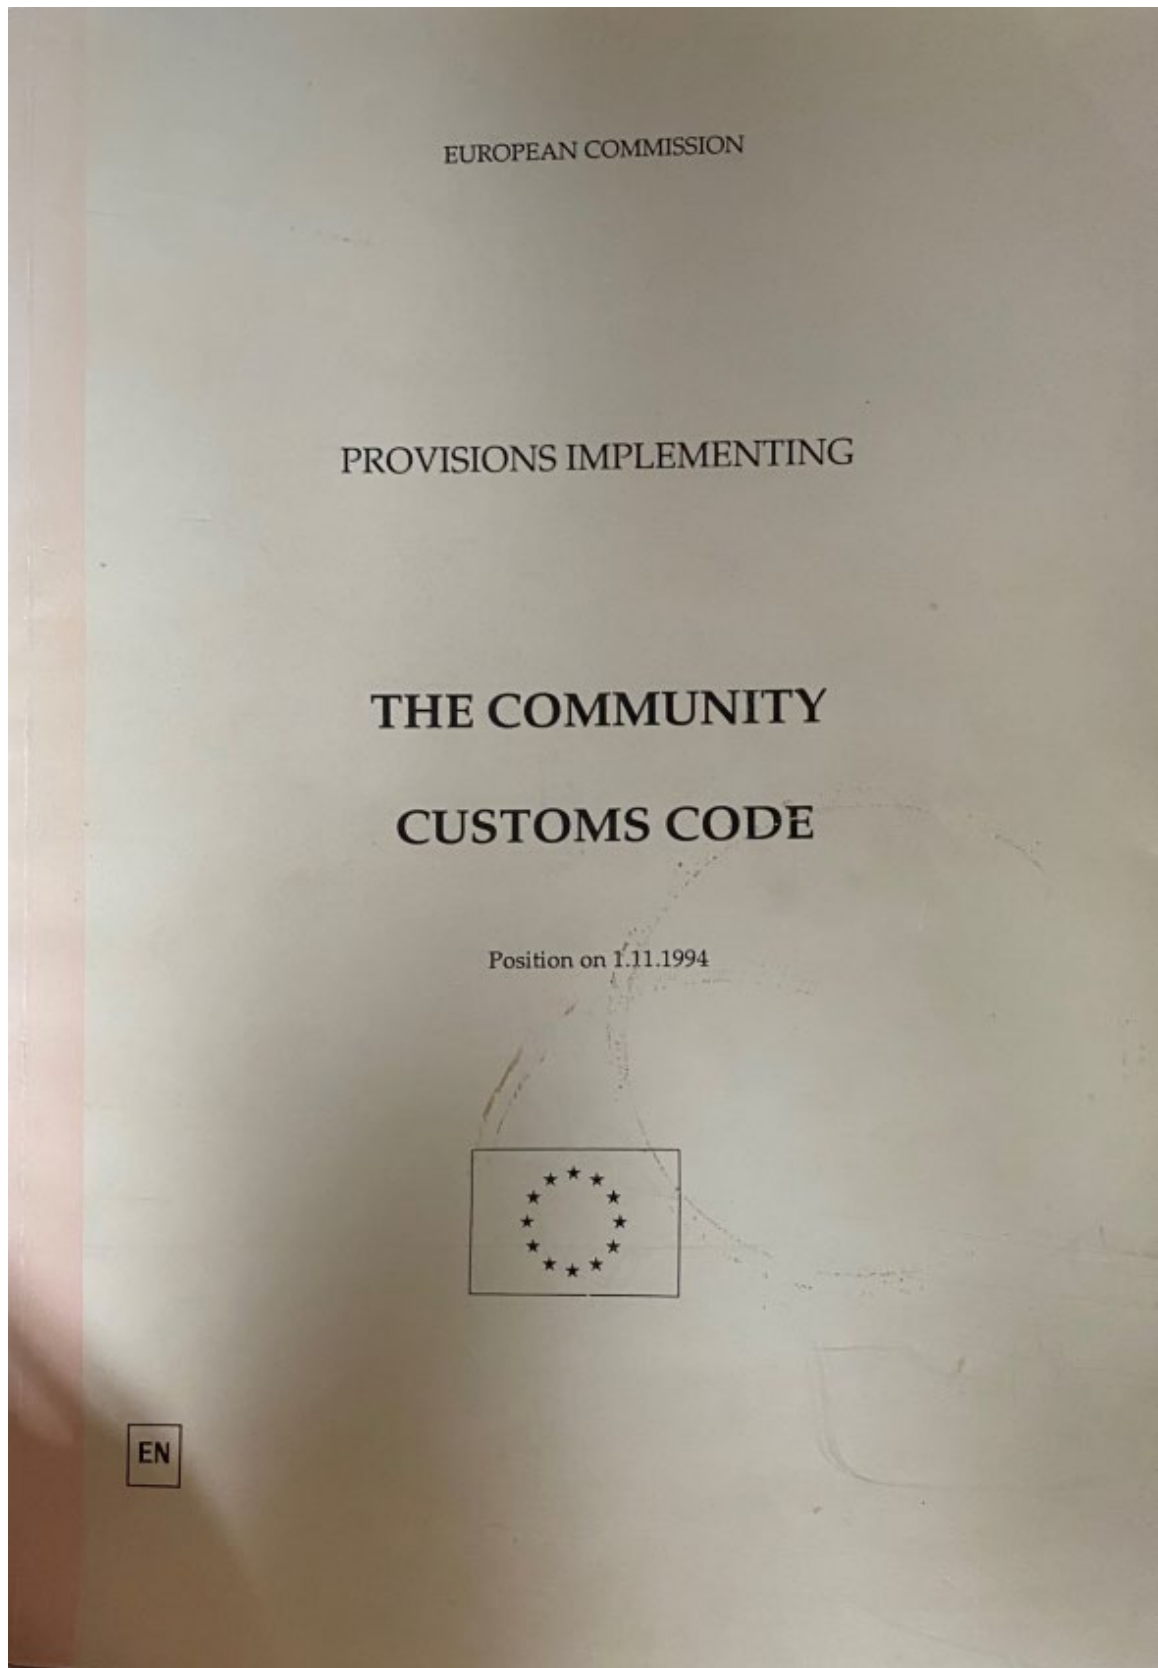 EUROPEAN COMMISSION
PROVISIONS IMPLEMENTING
THE COMMUNITY
CUSTOMS CODE
Position on 1.11.1994
EN